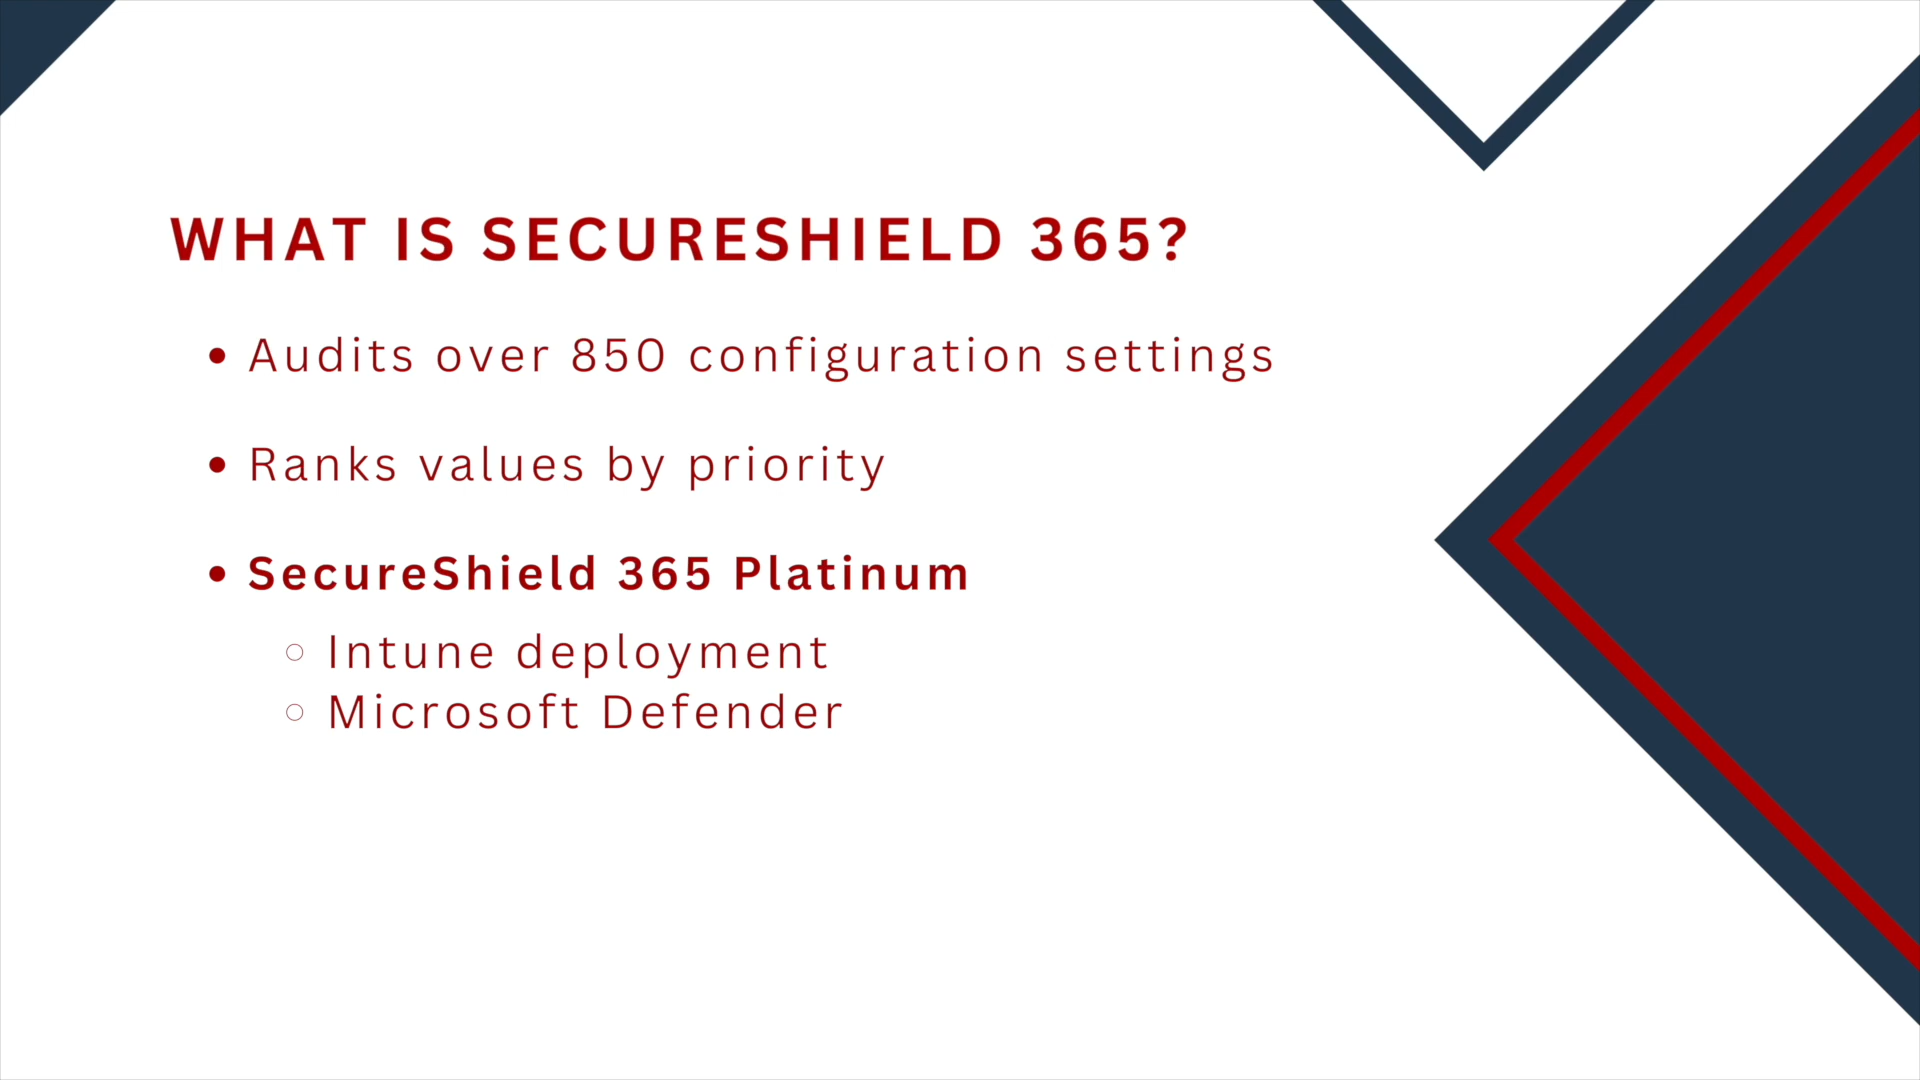 WHAT IS SECURESHIELD 365?
• Audits over 850 configuration settings
• Ranks values by priority
• SecureShield 365 Platinum
○ Intune deployment
○ Microsoft Defender